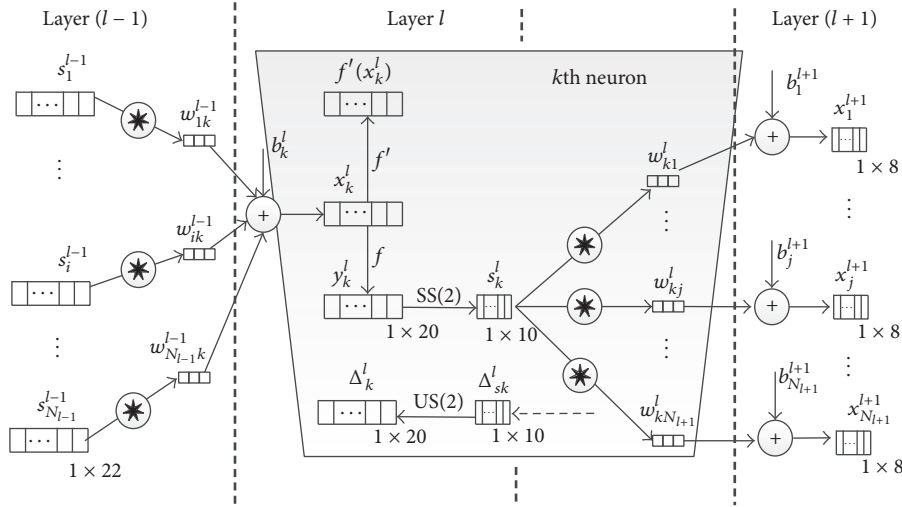 Layer (l − 1)
Layer l
Layer (l + 1)
s_1^{l−1}
...
w_{1k}^{l−1}
⋮
s_i^{l−1}
...
w_{ik}^{l−1}
⋮
s_{N_{l−1}}^{l−1}
...
w_{N_{l−1}k}^{l−1}
1 × 22
b_k^l
+
kth neuron
f′(x_k^l)
...
f′
x_k^l
...
f
y_k^l
...
1 × 20
SS(2)
s_k^l
...
1 × 10
Δ_k^l
...
1 × 20
US(2)
Δ_{sk}^l
...
1 × 10
w_{k1}^l
⋮
w_{kj}^l
⋮
w_{kN_{l+1}}^l
b_1^{l+1}
+
x_1^{l+1}
...
1 × 8
⋮
b_j^{l+1}
+
x_j^{l+1}
...
1 × 8
⋮
b_{N_{l+1}}^{l+1}
+
x_{N_{l+1}}^{l+1}
...
1 × 8